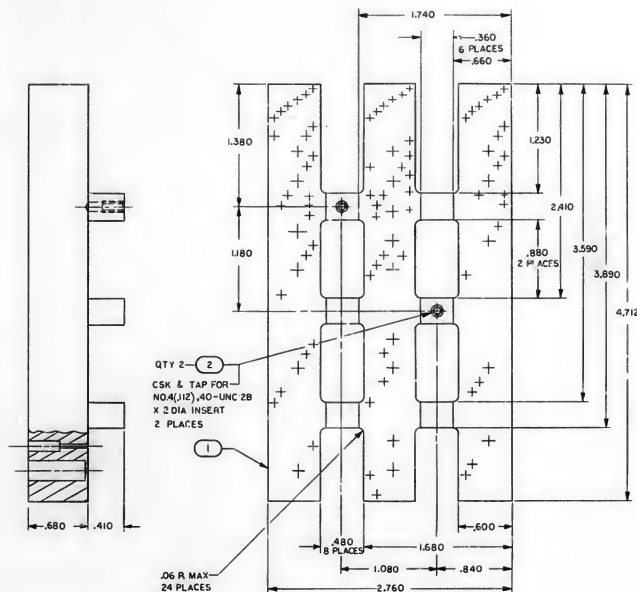 1.740
.360
6 PLACES
.660
1.380
1.230
2.410
1.180
3.590
.880
2 PLACES
3.890
4.712
QTY 2
2
CSK & TAP FOR
NO.4(.112),40-UNC-2B
X 2 DIA INSERT
2 PLACES
1
.680
.410
.480
8 PLACES
.600
1.680
.06 R MAX
24 PLACES
1.080
.840
2.760